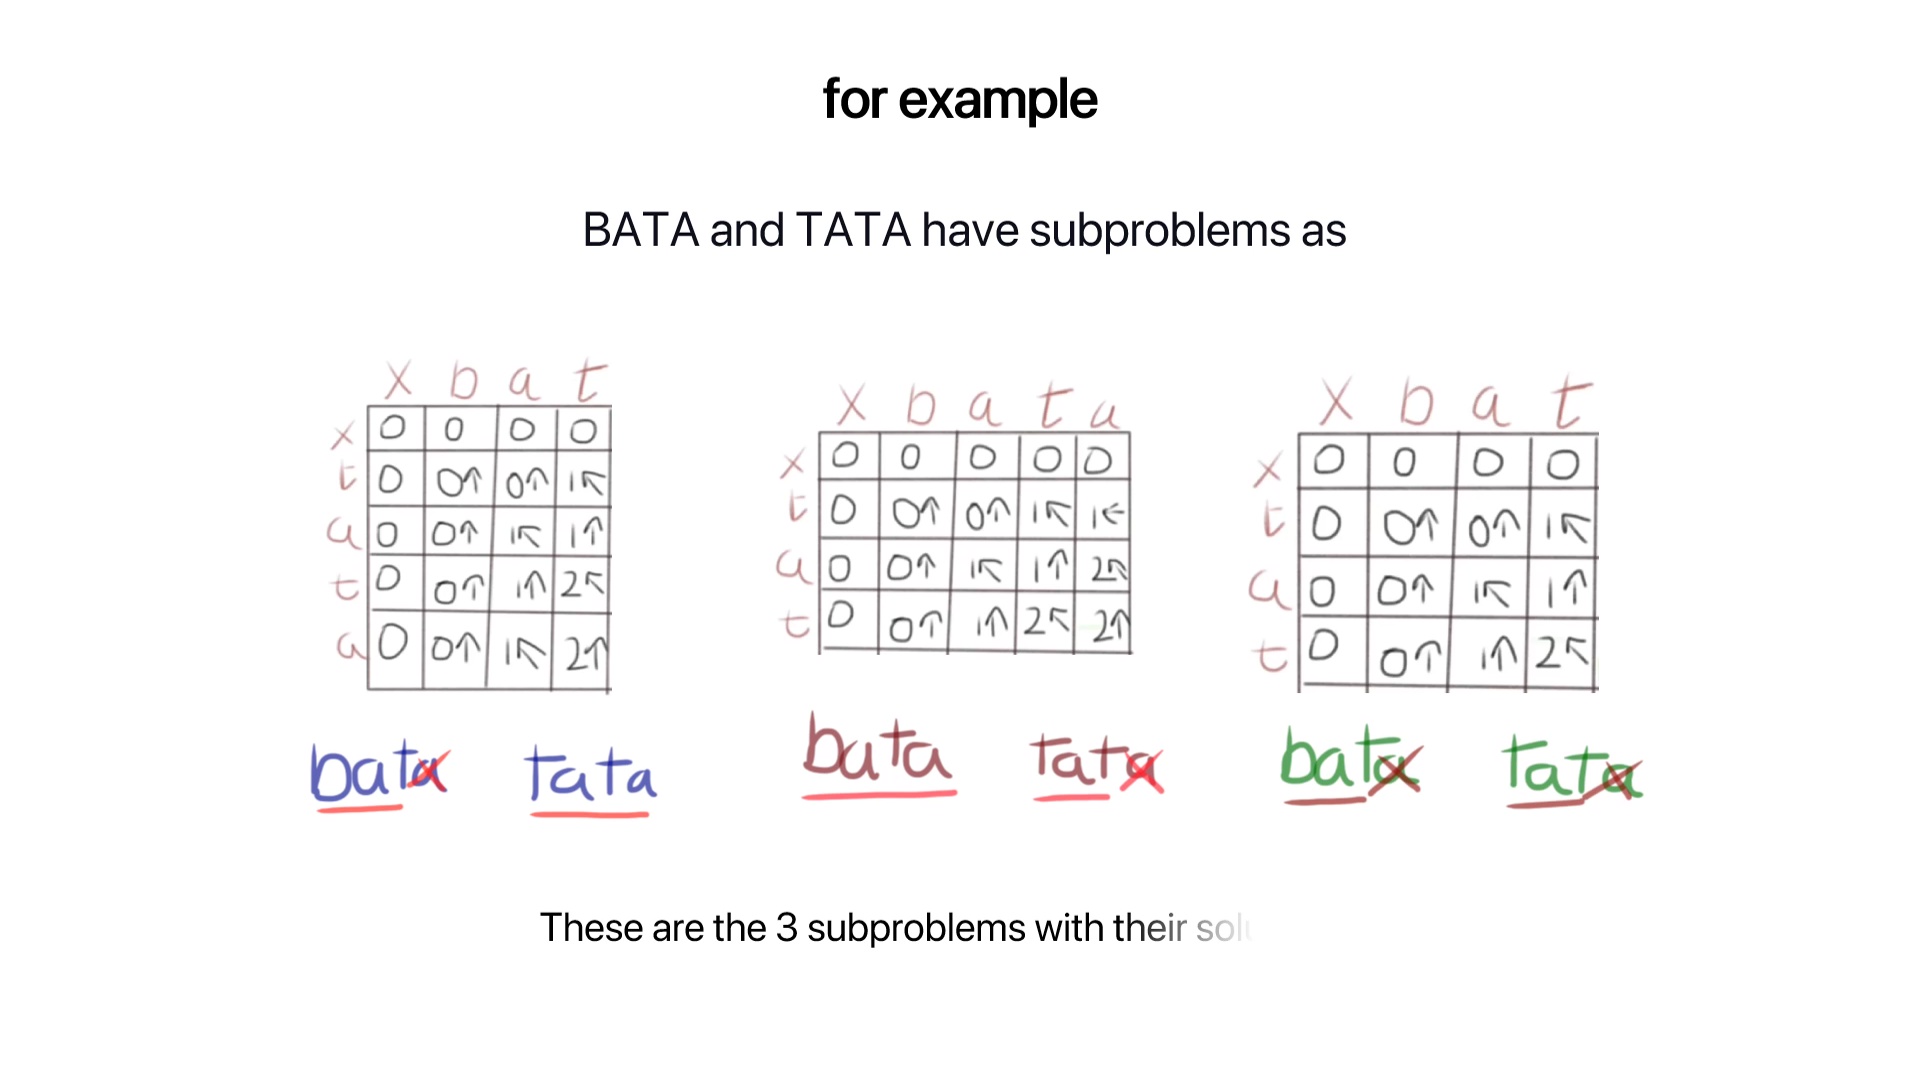 for example
BATA and TATA have subproblems as
x b a t
x 0 0 0 0
t 0 0↑ 0↑ 1↖
a 0 0↑ 1↖ 1↑
t 0 0↑ 1↑ 2↖
a 0 0↑ 1↖ 2↑
bata tata
x b a t a
x 0 0 0 0 0
t 0 0↑ 0↑ 1↖ 1←
a 0 0↑ 1↖ 1↑ 2↖
t 0 0↑ 1↑ 2↖ 2↑
bata tata
x b a t
x 0 0 0 0
t 0 0↑ 0↑ 1↖
a 0 0↑ 1↖ 1↑
t 0 0↑ 1↑ 2↖
bata tata
These are the 3 subproblems with their solu